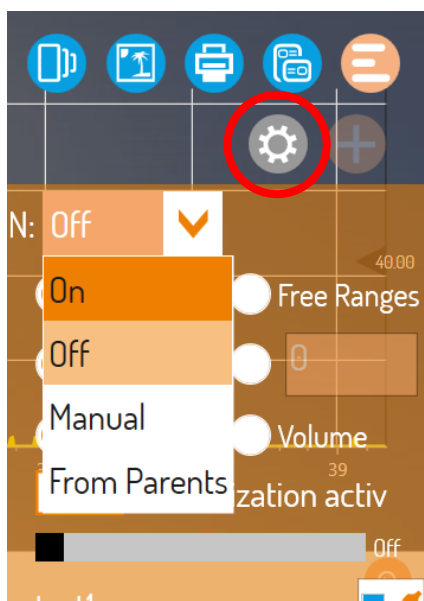 N: Off
40.00
On
Free Ranges
Off
0
Manual
Volume
39
From Parents
zation activ
Off